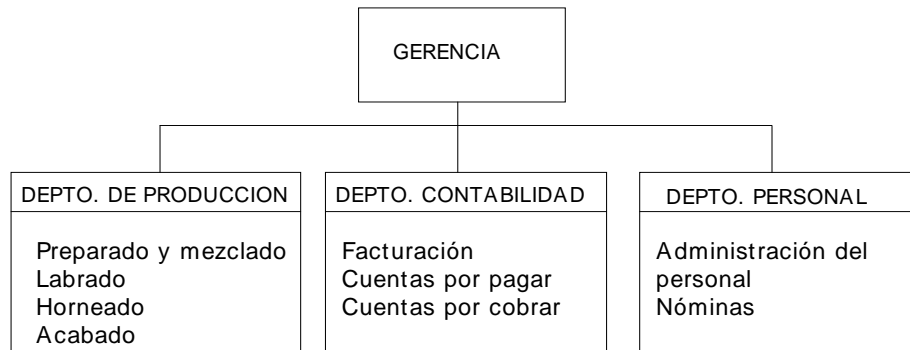 GERENCIA
DEPTO. DE PRODUCCION
Preparado y mezclado
Labrado
Horneado
Acabado
DEPTO. CONTABILIDAD
Facturación
Cuentas por pagar
Cuentas por cobrar
DEPTO. PERSONAL
Administración del
personal
Nóminas